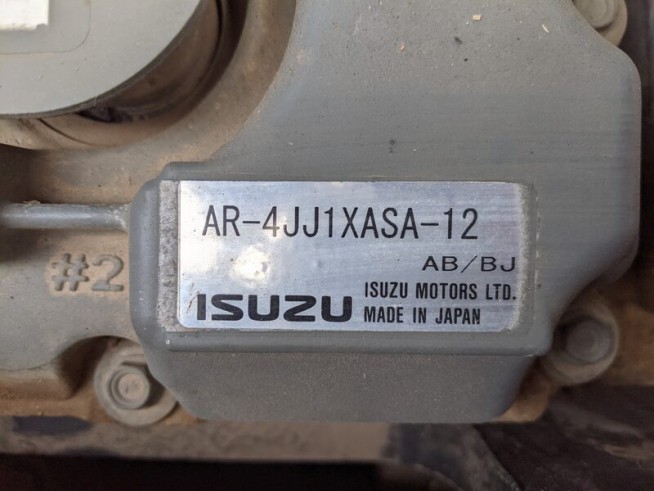 AR-4JJ1XASA-12
AB/BJ
#2
ISUZU
ISUZU MOTORS LTD.
MADE IN JAPAN